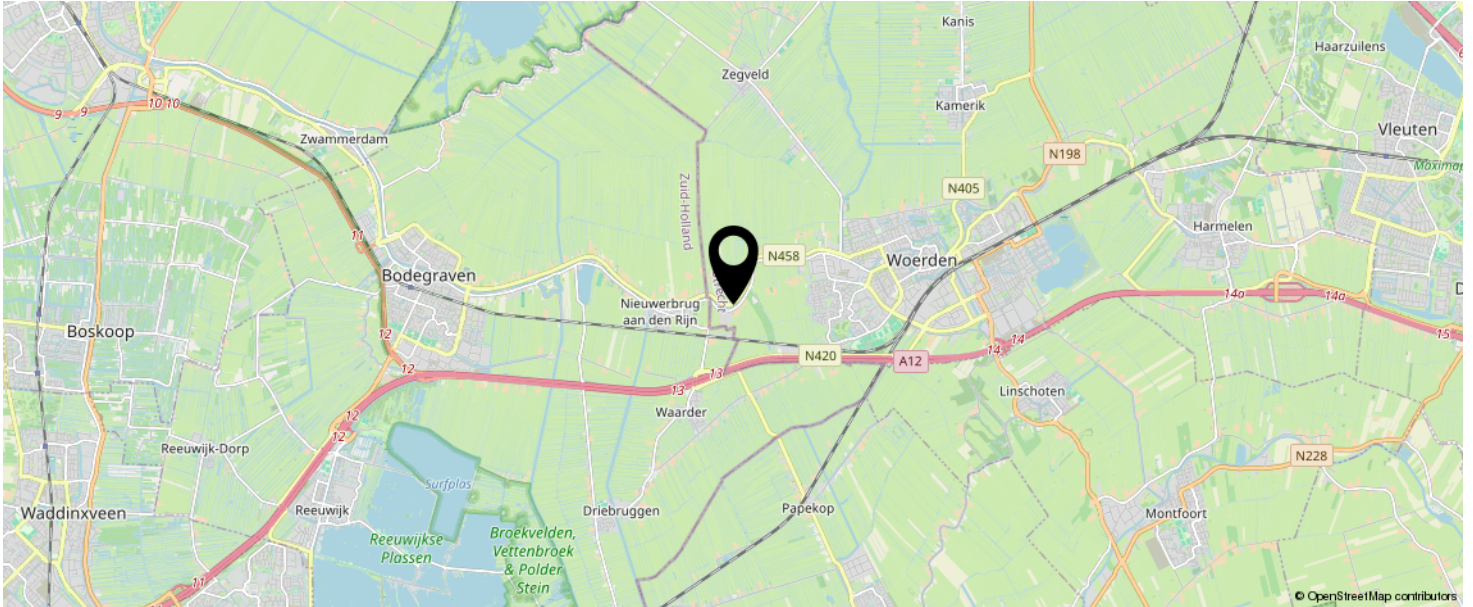 Kanis
Haarzuilens
Zegveld
Kamerik
9
9
10
10
Zwammerdam
Vleuten
N198
Maximap
N405
Zuid-Holland
Harmelen
11
N458
Woerden
Bodegraven
14a
14a
Nieuwerbrug
aan den Rijn
Boskoop
12
14
15
14
N420
A12
12
13
13
Linschoten
Waarder
12
12
Reeuwijk-Dorp
N228
Surfplas
Waddinxveen
Reeuwijk
Driebruggen
Papekop
Montfoort
Reeuwijkse
Plassen
Broekvelden,
Vettenbroek
& Polder
Stein
11
© OpenStreetMap contributors